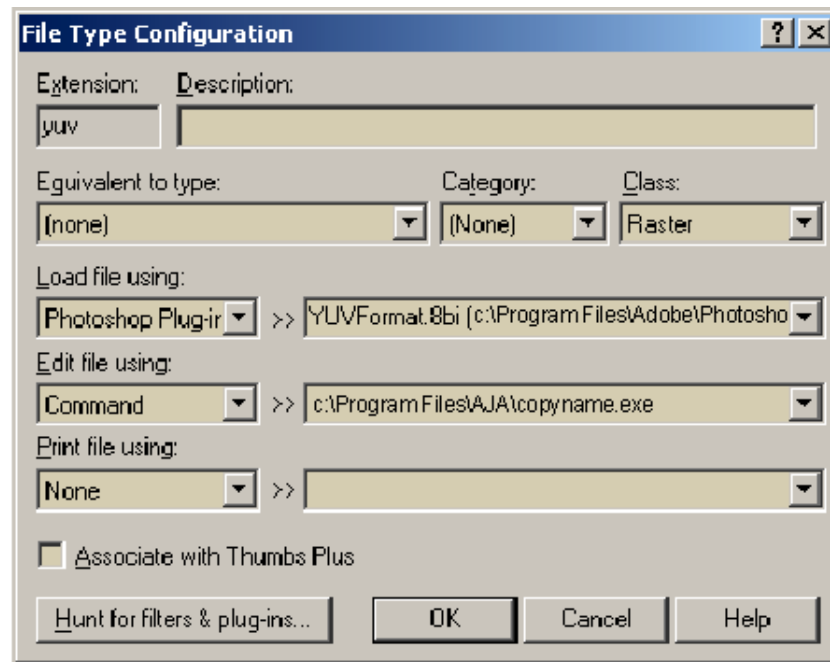 File Type Configuration
Extension: Description:
yuv
Equivalent to type: Category: Class:
(none) (None) Raster
Load file using:
Photoshop Plug-ir >> YUVFormat.8bi (c:\Program Files\Adobe\Photosho
Edit file using:
Command >> c:\Program Files\AJA\copyname.exe
Print file using:
None >>
Associate with Thumbs Plus
Hunt for filters & plug-ins... OK Cancel Help